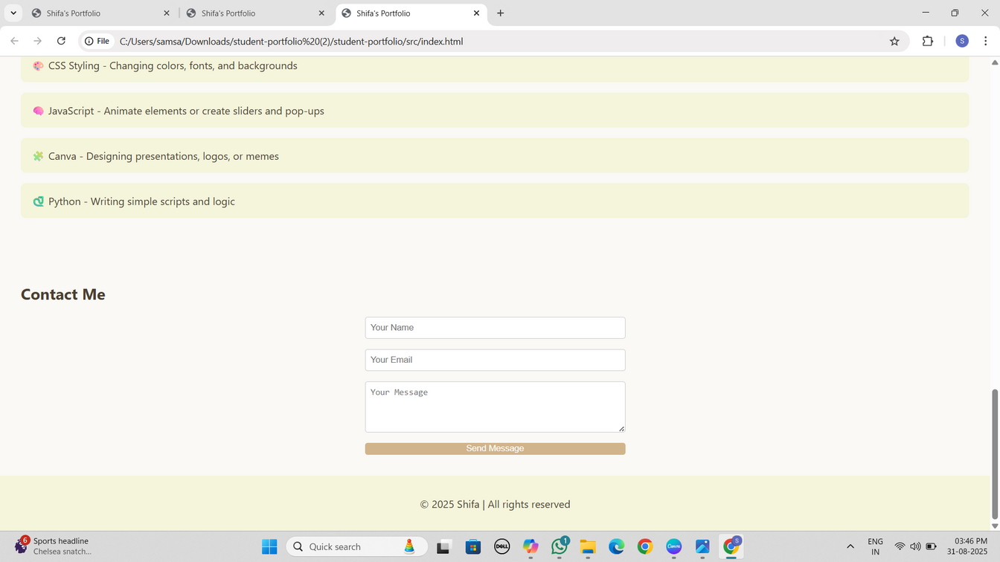 Shifa's Portfolio
Shifa's Portfolio
Shifa's Portfolio
File
C:/Users/samsa/Downloads/student-portfolio%20(2)/student-portfolio/src/index.html
S
CSS Styling - Changing colors, fonts, and backgrounds
JavaScript - Animate elements or create sliders and pop-ups
Canva - Designing presentations, logos, or memes
Python - Writing simple scripts and logic
Contact Me
Your Name
Your Email
Your Message
Send Message
© 2025 Shifa | All rights reserved
6
Sports headline
Chelsea snatch...
Quick search
DELL
1
Canva
S
ENG
IN
03:46 PM
31-08-2025